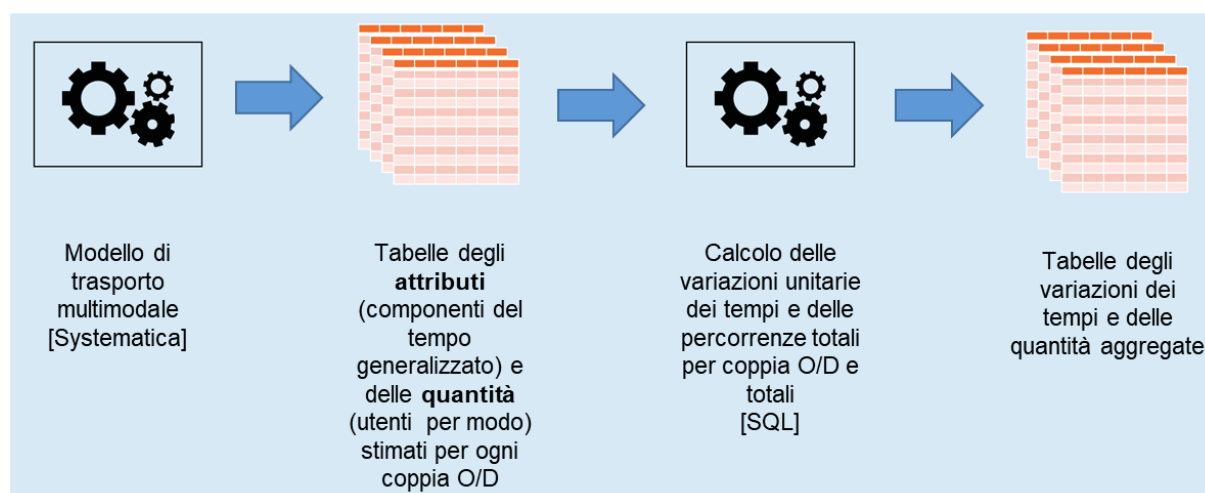 Modello di
trasporto
multimodale
[Systematica]
Tabelle degli
attributi
(componenti del
tempo
generalizzato) e
delle quantità
(utenti per modo)
stimati per ogni
coppia O/D
Calcolo delle
variazioni unitarie
dei tempi e delle
percorrenze totali
per coppia O/D e
totali
[SQL]
Tabelle degli
variazioni dei
tempi e delle
quantità aggregate